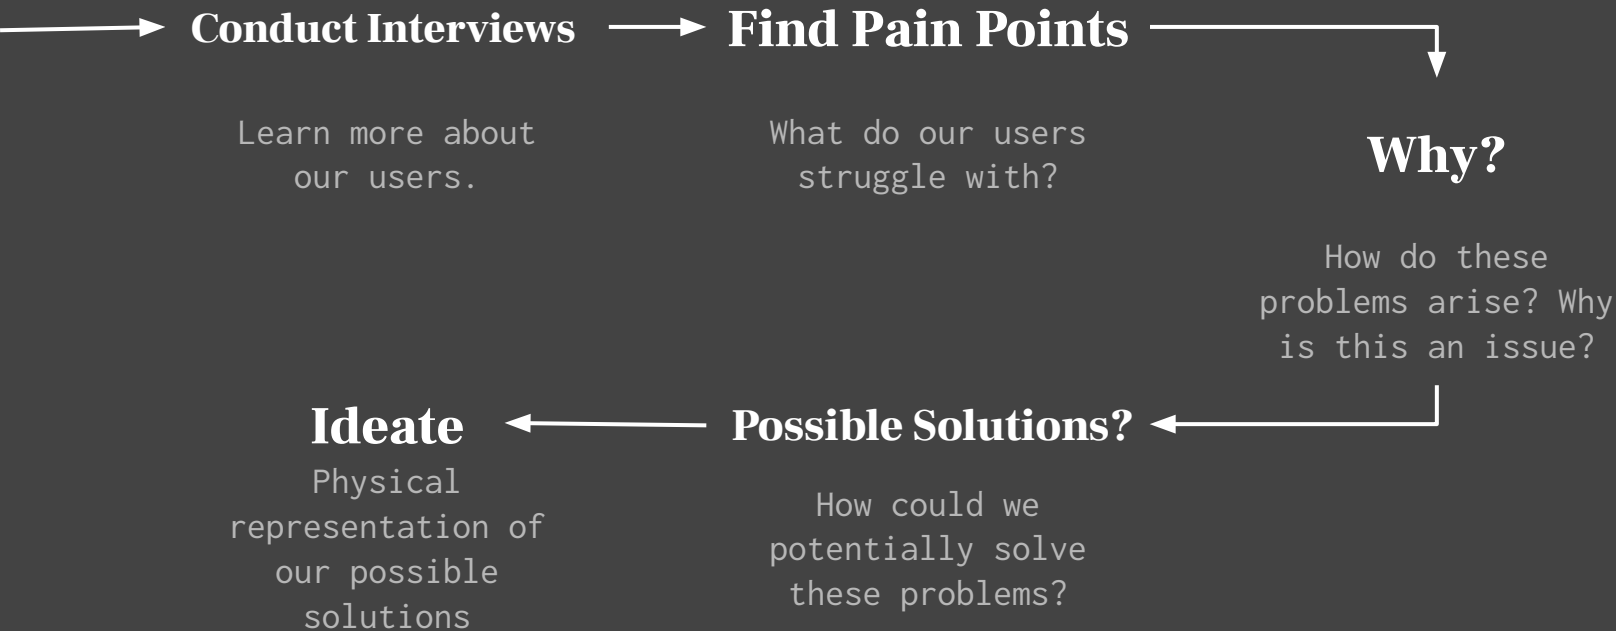 Conduct Interviews
Learn more about
our users.
Find Pain Points
What do our users
struggle with?
Why?
How do these
problems arise? Why
is this an issue?
Possible Solutions?
How could we
potentially solve
these problems?
Ideate
Physical
representation of
our possible
solutions